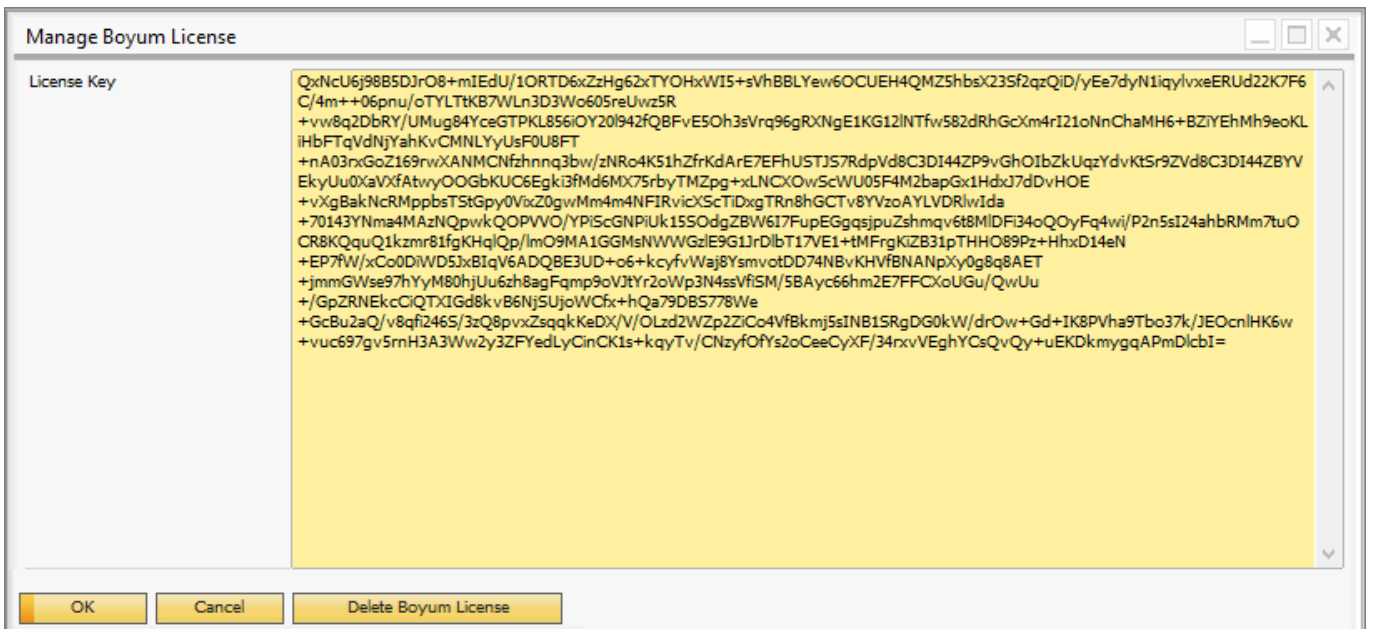 Manage Boyum License
License Key
QxNcU6j98B5DJrO8+mIEdU/1ORTD6xZzHg62xTYOHxWI5+sVhBBLYew6OCUEH4QMZ5hbsX23Sf2qzQiD/yEe7dyN1iqylvxeERUd22K7F6
C/4m++06pnu/oTYLTtKB7WLn3D3Wo605reUwz5R
+vw8q2DbRY/UMug84YceGTPKL856iOY20l942fQBFvE5Oh3sVrq96gRXNgE1KG12lNTfw582dRhGcXm4rI21oNnChaMH6+BZiYEhMh9eoKL
iHbFTqVdNjYahKvCMNLYyUsF0U8FT
+nA03rxGoZ169rwXANMCNfzhnnq3bw/zNRo4K51hZfrKdArE7EFhUSTJS7RdpVd8C3DI44ZP9vGhOIbZkUqzYdvKtSr9ZVd8C3DI44ZBYV
EkyUu0XaVXfAtwyOOGbKUC6Egki3fMd6MX75rbyTMZpg+xLNCXOwScWU05F4M2bapGx1HdxJ7dDvHOE
+vXgBakNcRMppbsTStGpy0VixZ0gwMm4m4NFIRvicXScTiDxgTRn8hGCTv8YVzoAYLVDRlwIda
+70143YNma4MAzNQpwkQOPVVO/YPiScGNPiUk15SOdgZBW6I7FupEGgqsjpuZshmqv6t8MlDFi34oQOyFq4wi/P2n5sI24ahbRMm7tuO
CR8KQquQ1kzmr81fgKHqlQp/lmO9MA1GGMsNWWGzlE9G1JrDlbT17VE1+tMFrgKiZB31pTHHO89Pz+HhxD14eN
+EP7fW/xCo0DiWD5JxBIqV6ADQBE3UD+o6+kcyfvWaj8YsmvotDD74NBvKHVfBNANpXy0g8q8AET
+jmmGWse97hYyM80hjUu6zh8agFqmp9oVJtYr2oWp3N4ssVfiSM/5BAyc66hm2E7FFCXoUGu/QwUu
+/GpZRNEkcCiQTXIGd8kvB6NjSUjoWCfx+hQa79DBS778We
+GcBu2aQ/v8qfi246S/3zQ8pvxZsqqkKeDX/V/OLzd2WZp2ZiCo4VfBkmj5sINB1SRgDG0kW/drOw+Gd+IK8PVha9Tbo37k/JEOcnlHK6w
+vuc697gv5rnH3A3Ww2y3ZFYedLyCinCK1s+kqyTv/CNzyfOfYs2oCeeCyXF/34rxvVEghYCsQvQy+uEKDkmygqAPmDlcbI=
OK
Cancel
Delete Boyum License